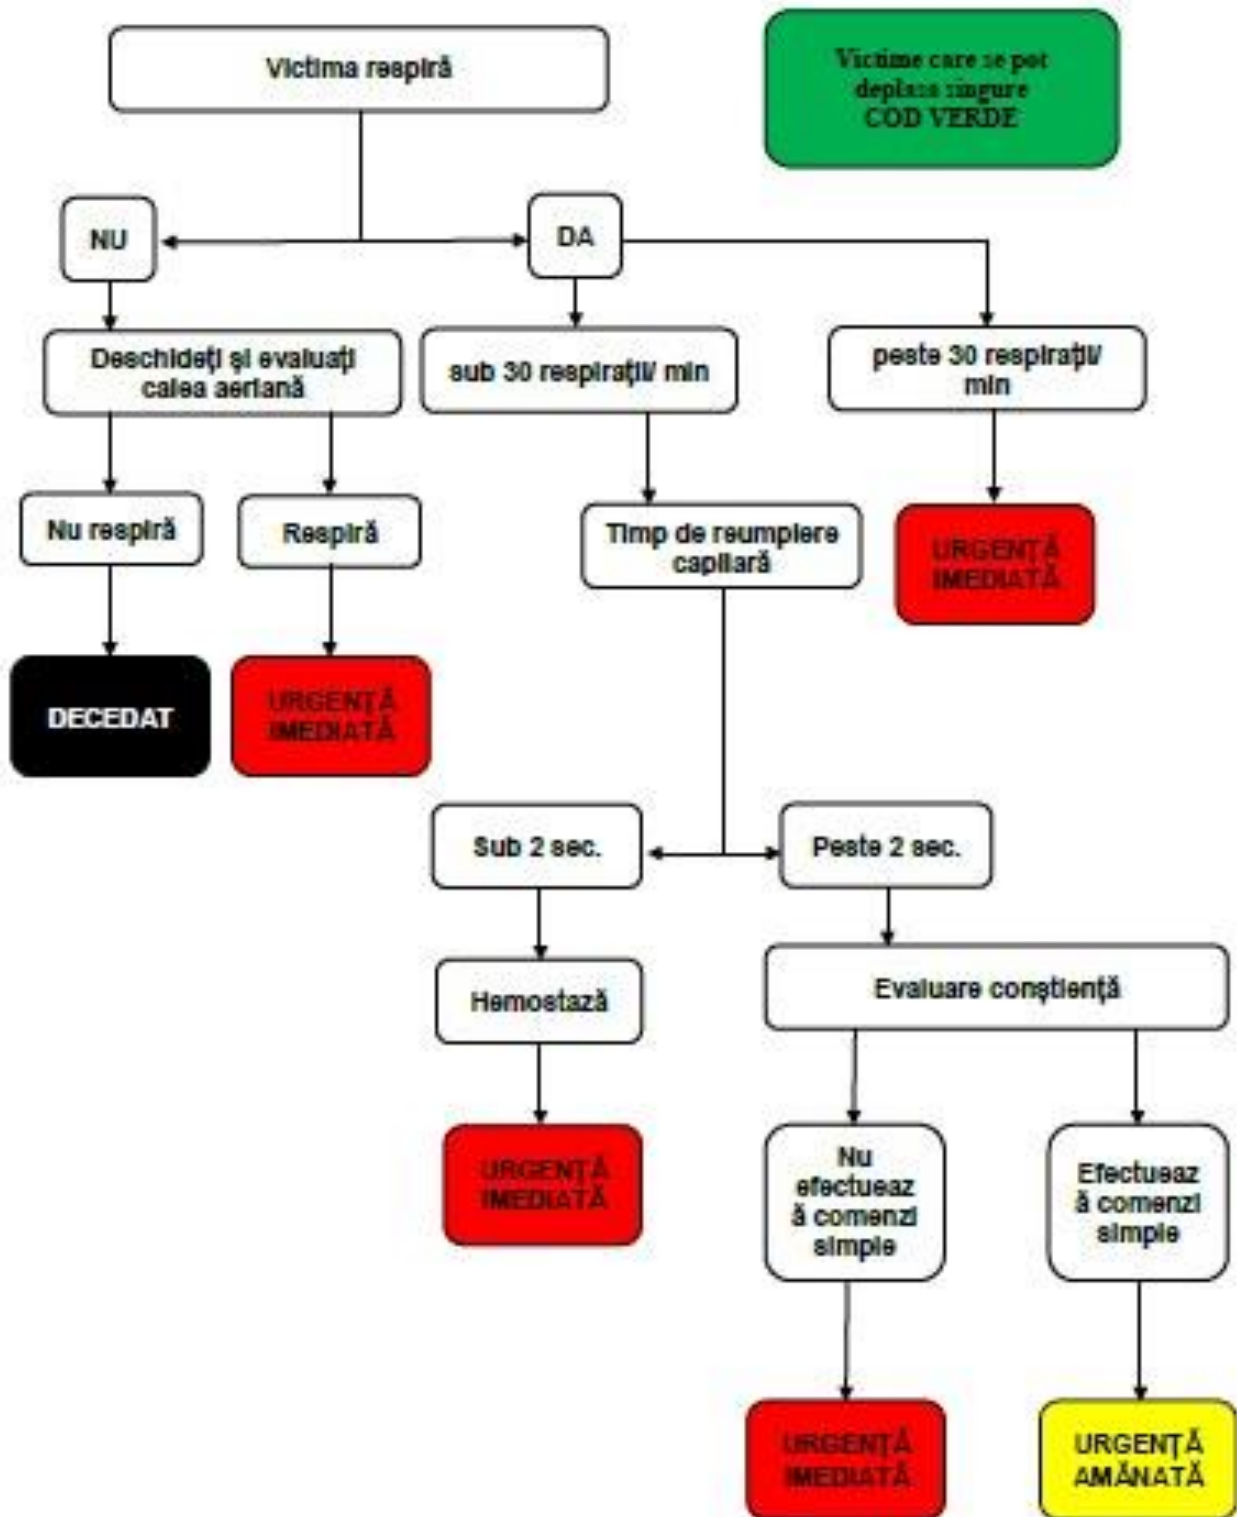 Victima respiră
Victime care se pot
deplasa singure
COD VERDE
NU
DA
Deschideți și evaluați
calea aeriană
sub 30 respirații/ min
peste 30 respirații/
min
Nu respiră
Respiră
Timp de reumplere
capilară
URGENȚĂ
IMEDIATĂ
DECEDAT
URGENȚĂ
IMEDIATĂ
Sub 2 sec.
Peste 2 sec.
Hemostază
Evaluare conștiență
URGENȚĂ
IMEDIATĂ
Nu
efectueaz
ă comenzi
simple
Efectueaz
ă comenzi
simple
URGENȚĂ
IMEDIATĂ
URGENȚĂ
AMÂNATĂ